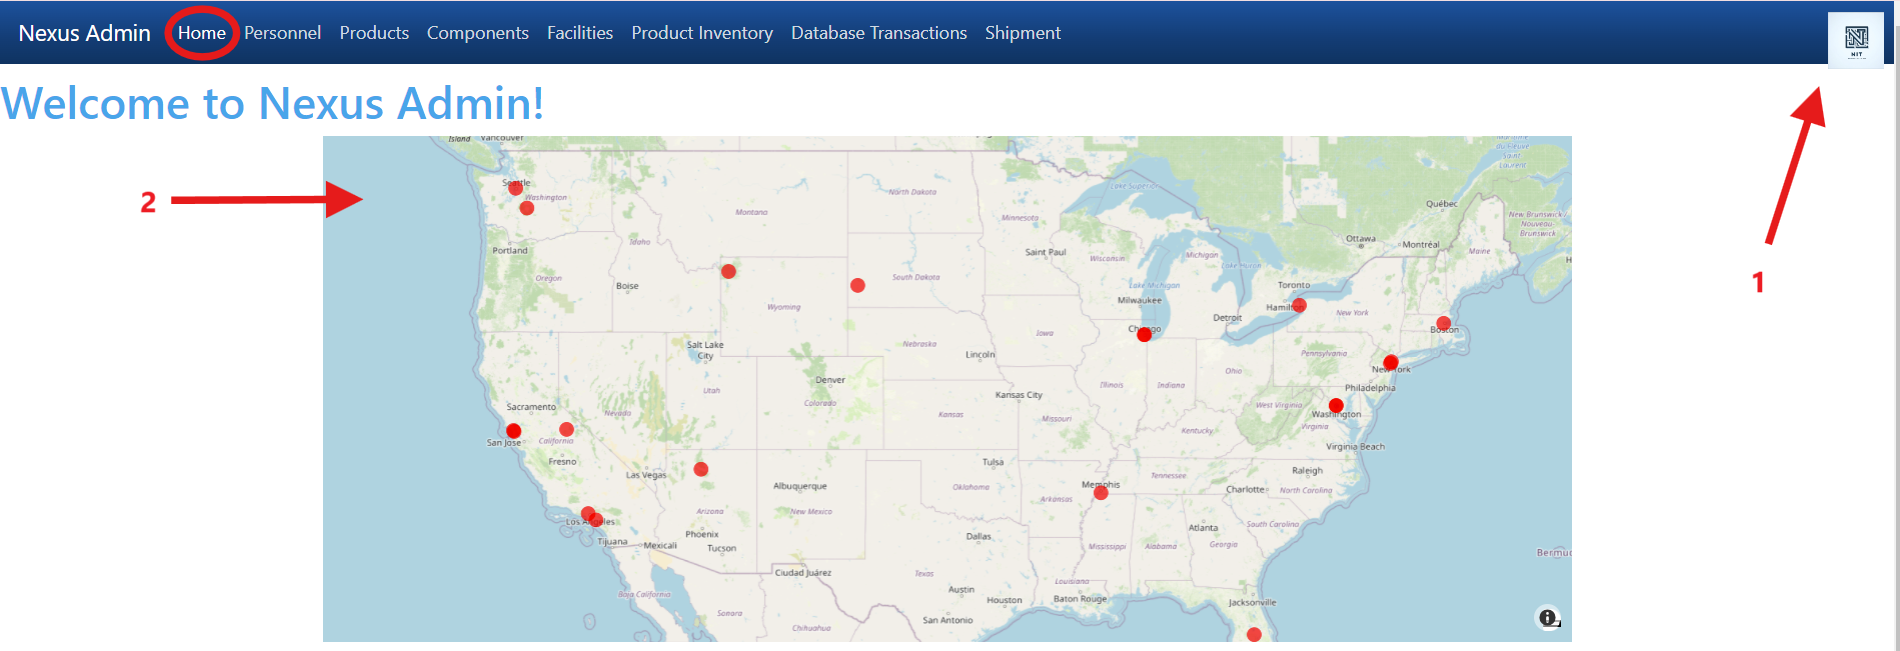 Nexus Admin Home Personnel Products Components Facilities Product Inventory Database Transactions Shipment
NIT
Welcome to Nexus Admin!
Island Vancouver
du Fleuve
Saint
Laurent
Seattle
Washington
Lake Superior
North Dakota
Montana
Minnesota
Québec
New Brunswick
Nouveau-
Brunswick
2
Portland
Idaho
Saint Paul
Ottawa
Montréal
Maine
Wisconsin
Michigan
Lake Huron
Oregon
Boise
South Dakota
Lake Michigan
Toronto
1
Milwaukee
Hamilton
Wyoming
New York
Detroit
Chicago
Boston
Iowa
Salt Lake
City
Nebraska
Lincoln
Pennsylvania
New York
Ohio
Denver
Utah
Illinois
Indiana
Philadelphia
Kansas City
Colorado
Sacramento
Nevada
Kansas
Missouri
West Virginia
Washington
Virginia
San Jose
California
Kentucky
Virginia Beach
Fresno
Las Vegas
Tulsa
Raleigh
Albuquerque
Oklahoma
Memphis
Tennessee
Charlotte
North Carolina
Arkansas
Arizona
New Mexico
Los Angeles
Atlanta
South Carolina
Phoenix
Dallas
Tijuana
Mexicali
Tucson
Mississippi
Alabama
Georgia
Bermu
Ciudad Juárez
Texas
Louisiana
Austin
Houston
Baton Rouge
Jacksonville
Baja California
Sonora
Chihuahua
San Antonio